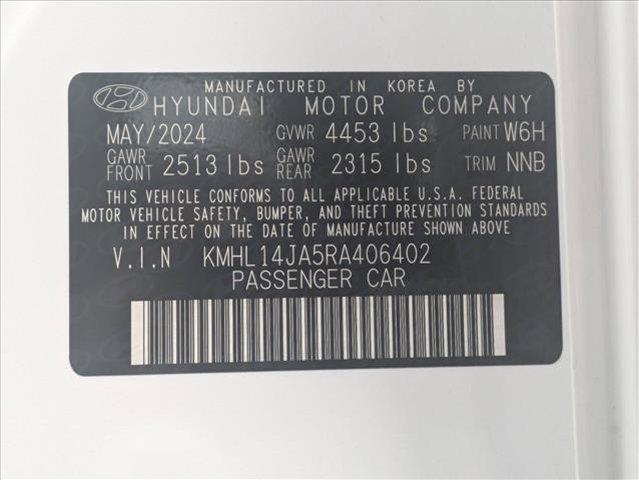 MANUFACTURED IN KOREA BY
HYUNDAI MOTOR COMPANY
MAY/2024 GVWR 4453 lbs PAINT W6H
GAWR FRONT 2513 lbs GAWR REAR 2315 lbs TRIM NNB
THIS VEHICLE CONFORMS TO ALL APPLICABLE U.S.A. FEDERAL
MOTOR VEHICLE SAFETY, BUMPER, AND THEFT PREVENTION
STANDARDS IN EFFECT ON THE DATE OF MANUFACTURE SHOWN ABOVE.
V.I.N KMHL14JA5RA406402
PASSENGER CAR